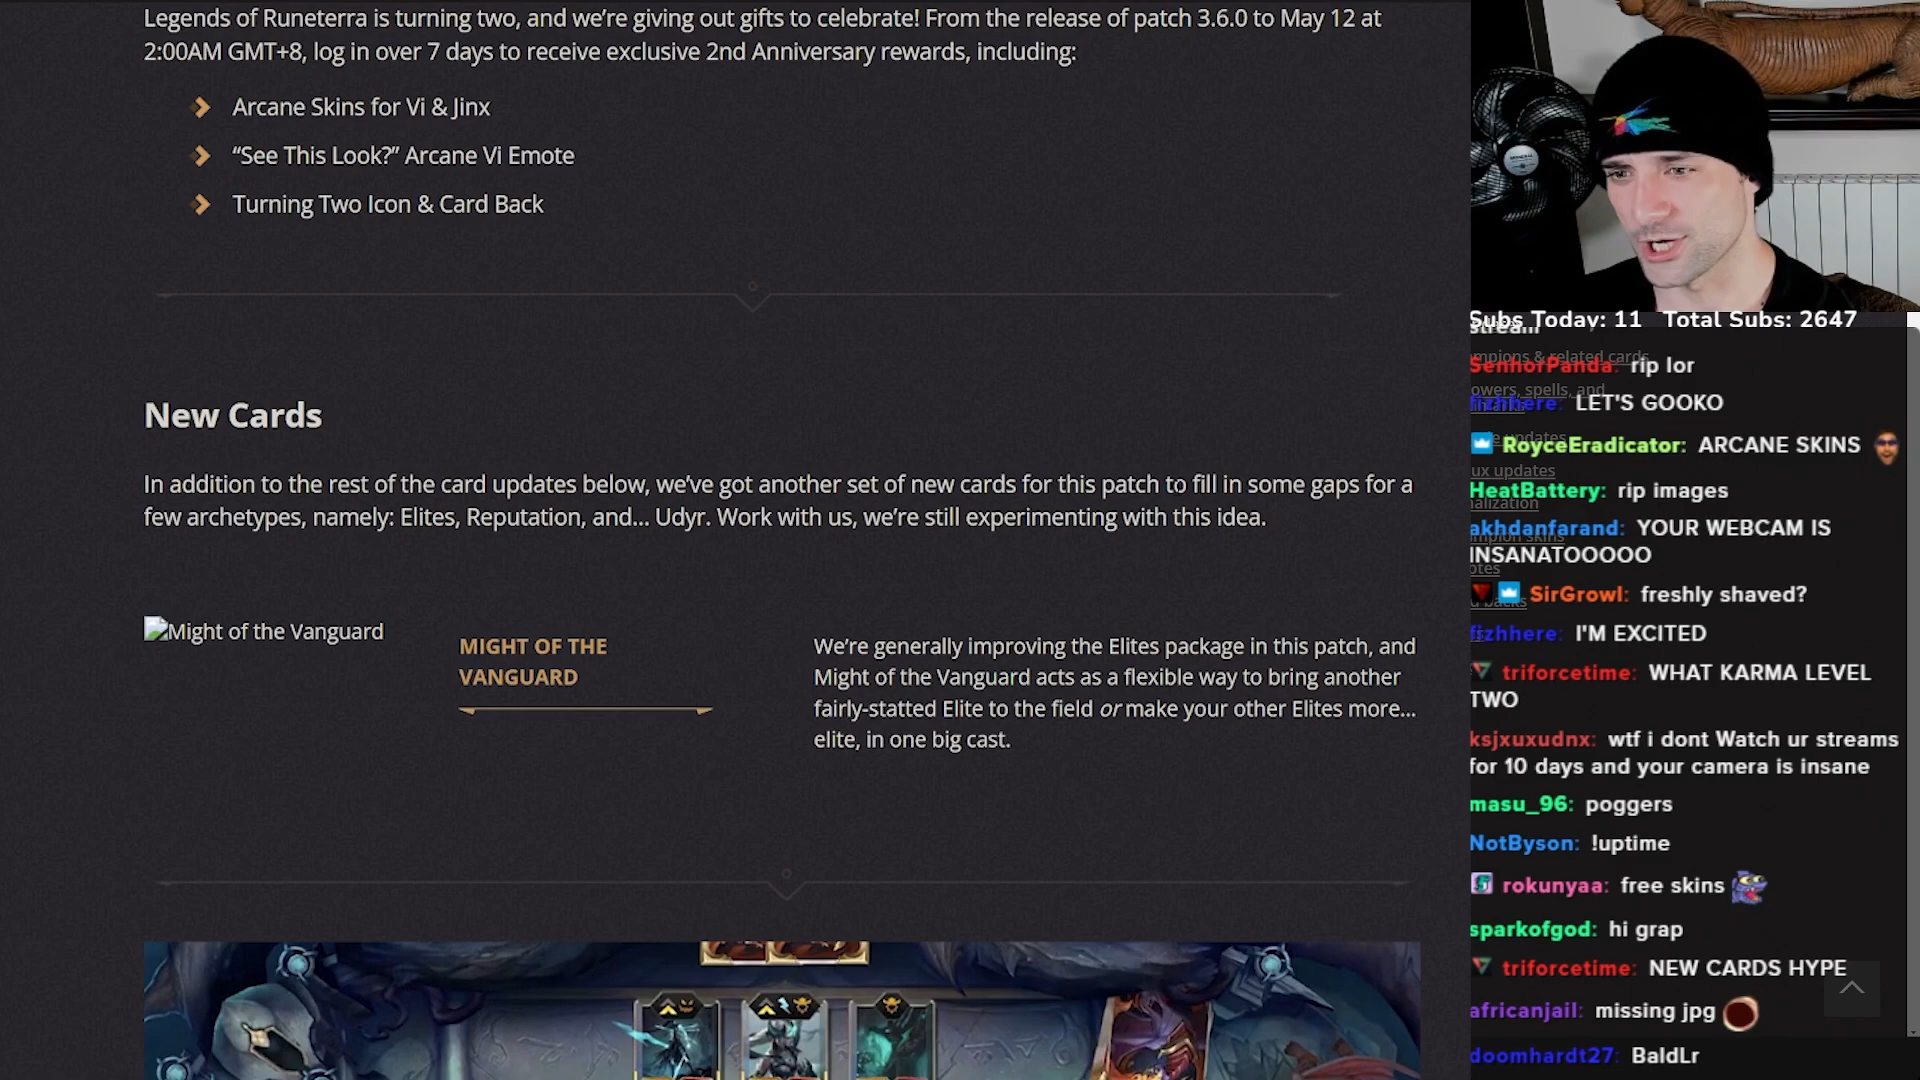 Legends of Runeterra is turning two, and we’re giving out gifts to celebrate! From the release of patch 3.6.0 to May 12 at
2:00AM GMT+8, log in over 7 days to receive exclusive 2nd Anniversary rewards, including:
Arcane Skins for Vi & Jinx
“See This Look?” Arcane Vi Emote
Turning Two Icon & Card Back
New Cards
In addition to the rest of the card updates below, we’ve got another set of new cards for this patch to fill in some gaps for a
few archetypes, namely: Elites, Reputation, and... Udyr. Work with us, we’re still experimenting with this idea.
Might of the Vanguard
MIGHT OF THE
VANGUARD
We’re generally improving the Elites package in this patch, and
Might of the Vanguard acts as a flexible way to bring another
fairly-statted Elite to the field or make your other Elites more...
elite, in one big cast.
Subs Today: 11 Total Subs: 2647
stream
SenhorPanda: rip lor
fizhhere: LET'S GOOKO
RoyceEradicator: ARCANE SKINS
ux updates
HeatBattery: rip images
akhdanfarand: YOUR WEBCAM IS
INSANATOOOOO
SirGrowl: freshly shaved?
fizhhere: I'M EXCITED
triforcetime: WHAT KARMA LEVEL
TWO
ksjxuxudnx: wtf i dont Watch ur streams
for 10 days and your camera is insane
masu_96: poggers
NotByson: !uptime
rokunyaa: free skins
sparkofgod: hi grap
triforcetime: NEW CARDS HYPE
africanjail: missing jpg
doomhardt27: BaldLr